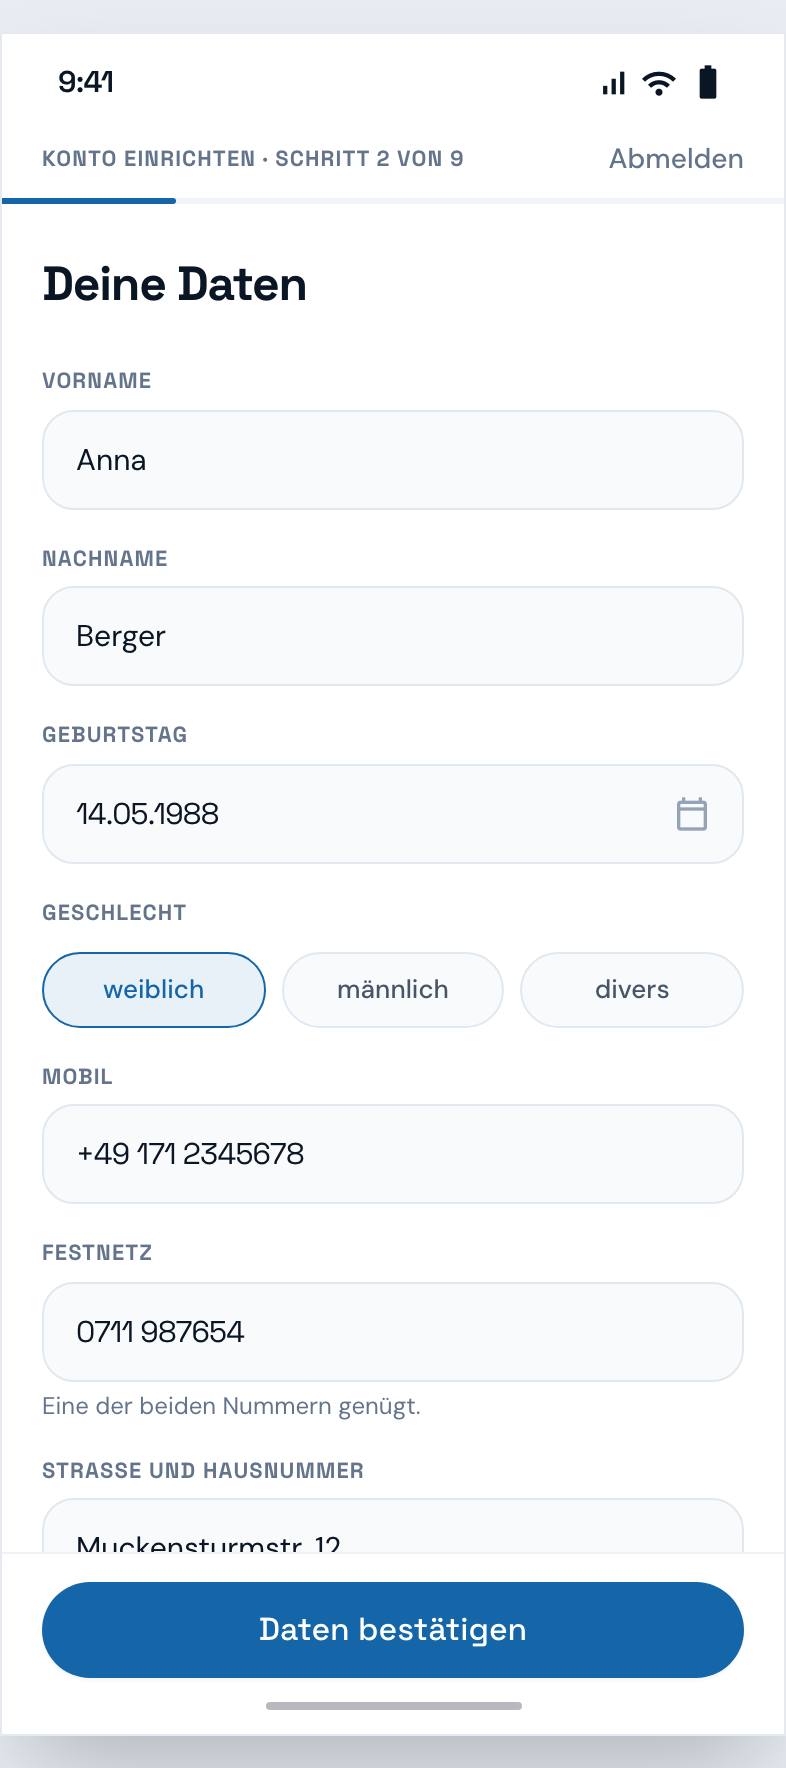 9:41
KONTO EINRICHTEN · SCHRITT 2 VON 9
Abmelden
Deine Daten
VORNAME
Anna
NACHNAME
Berger
GEBURTSTAG
14.05.1988
GESCHLECHT
weiblich
männlich
divers
MOBIL
+49 171 2345678
FESTNETZ
0711 987654
Eine der beiden Nummern genügt.
STRASSE UND HAUSNUMMER
Muckensturmstr. 12
Daten bestätigen